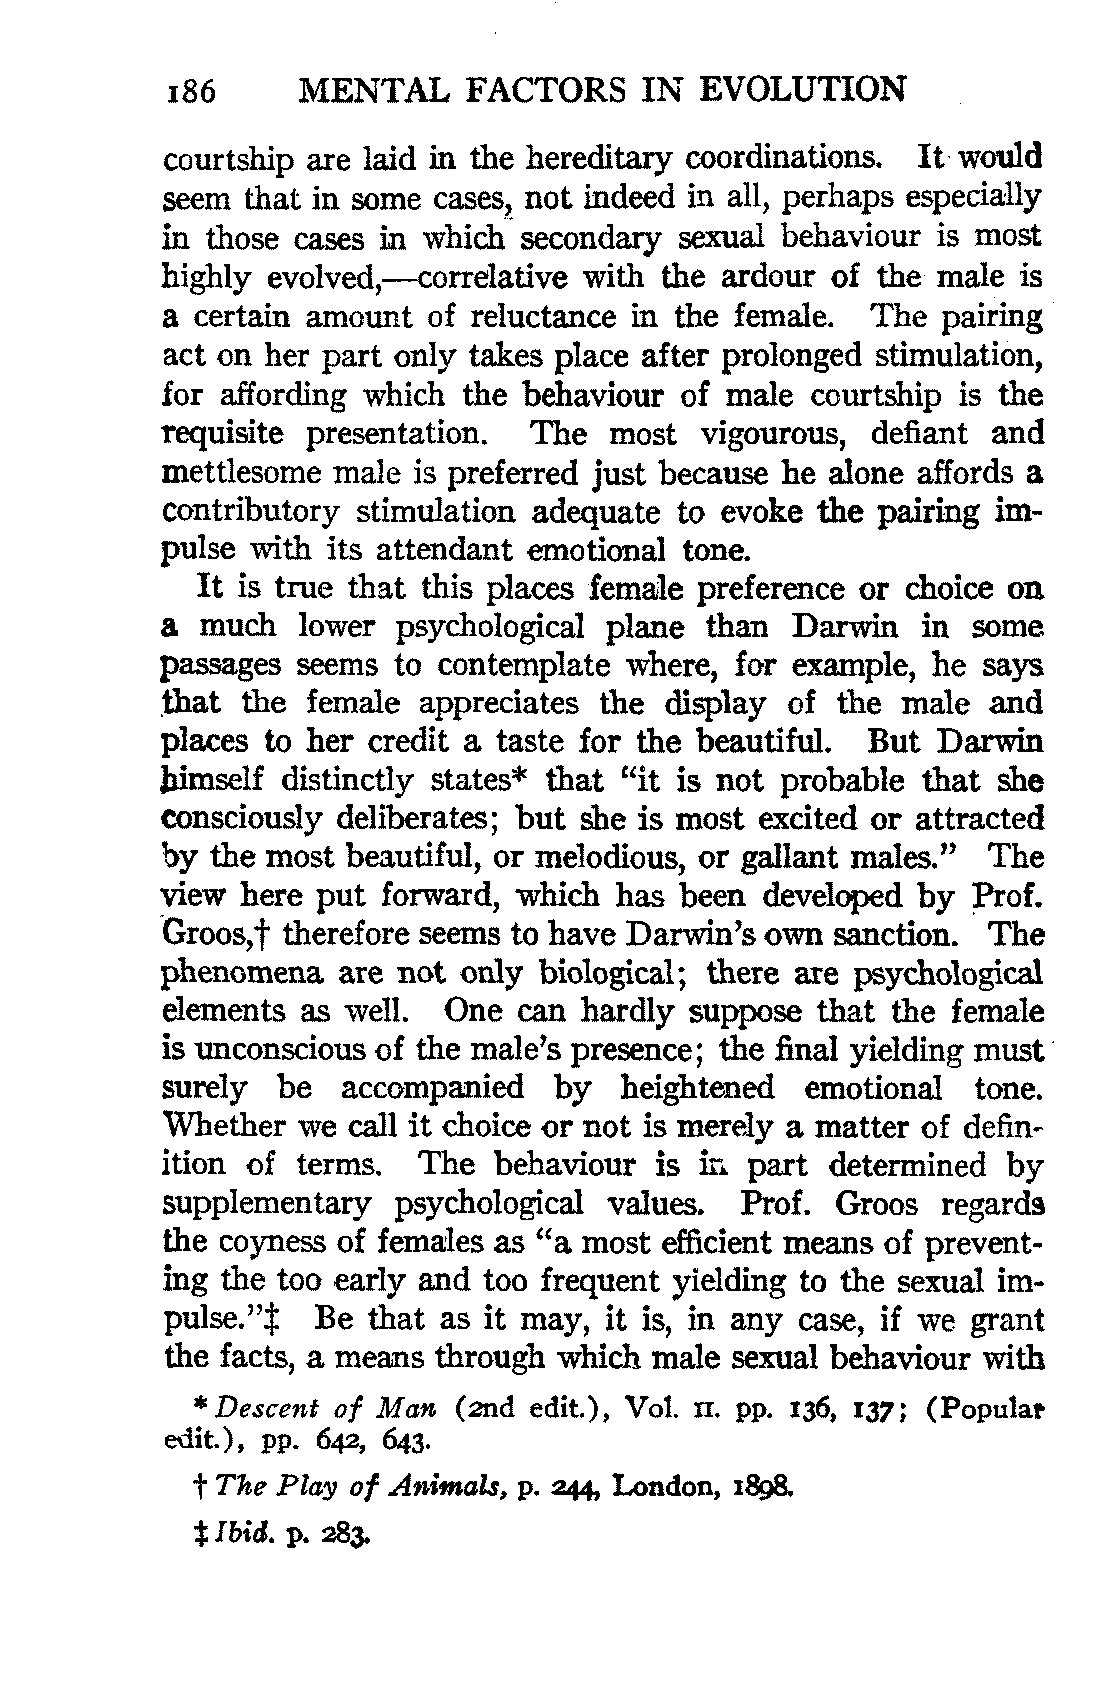 186 MENTAL FACTORS IN EVOLUTION
courtship are laid in the hereditary coordinations. It would
seem that in some cases, not indeed in all, perhaps especially
in those cases in which secondary sexual behaviour is most
highly evolved,—correlative with the ardour of the male is
a certain amount of reluctance in the female. The pairing
act on her part only takes place after prolonged stimulation,
for affording which the behaviour of male courtship is the
requisite presentation. The most vigourous, defiant and
mettlesome male is preferred just because he alone affords a
contributory stimulation adequate to evoke the pairing im-
pulse with its attendant emotional tone.
It is true that this places female preference or choice on
a much lower psychological plane than Darwin in some
passages seems to contemplate where, for example, he says
that the female appreciates the display of the male and
places to her credit a taste for the beautiful. But Darwin
himself distinctly states* that “it is not probable that she
consciously deliberates; but she is most excited or attracted
by the most beautiful, or melodious, or gallant males.” The
view here put forward, which has been developed by Prof.
Groos,† therefore seems to have Darwin’s own sanction. The
phenomena are not only biological; there are psychological
elements as well. One can hardly suppose that the female
is unconscious of the male’s presence; the final yielding must
surely be accompanied by heightened emotional tone.
Whether we call it choice or not is merely a matter of defin-
ition of terms. The behaviour is in part determined by
supplementary psychological values. Prof. Groos regards
the coyness of females as “a most efficient means of prevent-
ing the too early and too frequent yielding to the sexual im-
pulse.”‡ Be that as it may, it is, in any case, if we grant
the facts, a means through which male sexual behaviour with
* Descent of Man (2nd edit.), Vol. II. pp. 136, 137; (Popular
edit.), pp. 642, 643.
† The Play of Animals, p. 244, London, 1898.
‡ Ibid. p. 283.